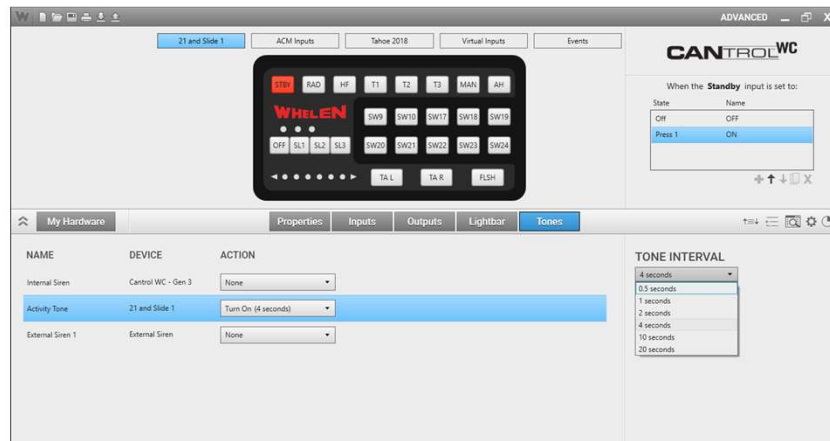 W ADVANCED
21 and Slide 1 ACM Inputs Tahoe 2018 Virtual Inputs Events
CANTROL WC
STBY RAD HF T1 T2 T3 MAN AH
WHELEN
SW9 SW10 SW17 SW18 SW19
OFF SL1 SL2 SL3 SW20 SW21 SW22 SW23 SW24
TA L TA R FLSH
When the Standby input is set to:
State Name
Off OFF
Press 1 ON
My Hardware Properties Inputs Outputs Lightbar Tones
NAME DEVICE ACTION
Internal Siren Cantrol WC - Gen 3 None
Activity Tone 21 and Slide 1 Turn On (4 seconds)
External Siren 1 External Siren None
TONE INTERVAL
4 seconds
0.5 seconds
1 seconds
2 seconds
4 seconds
10 seconds
20 seconds